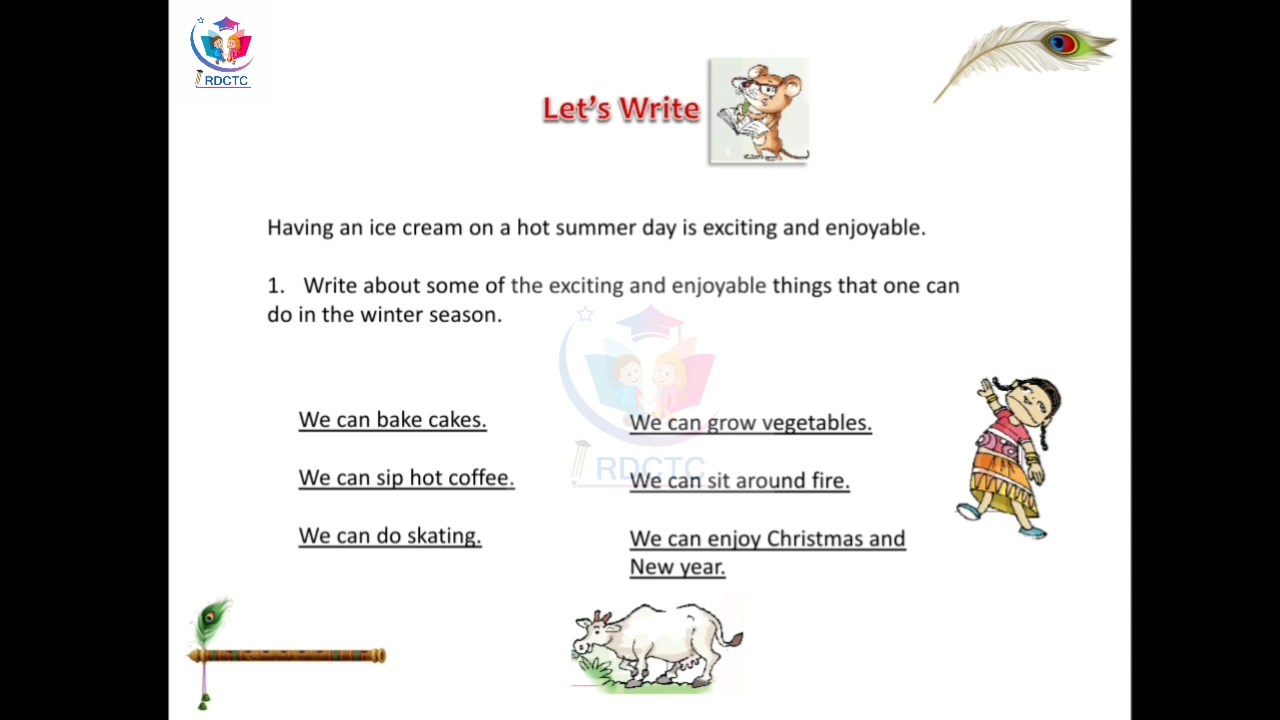 RDCTC
Let's Write
Having an ice cream on a hot summer day is exciting and enjoyable.
1. Write about some of the exciting and enjoyable things that one can
do in the winter season.
We can bake cakes.
We can sip hot coffee.
We can do skating.
RDCTC
We can grow vegetables.
We can sit around fire.
We can enjoy Christmas and
New year.